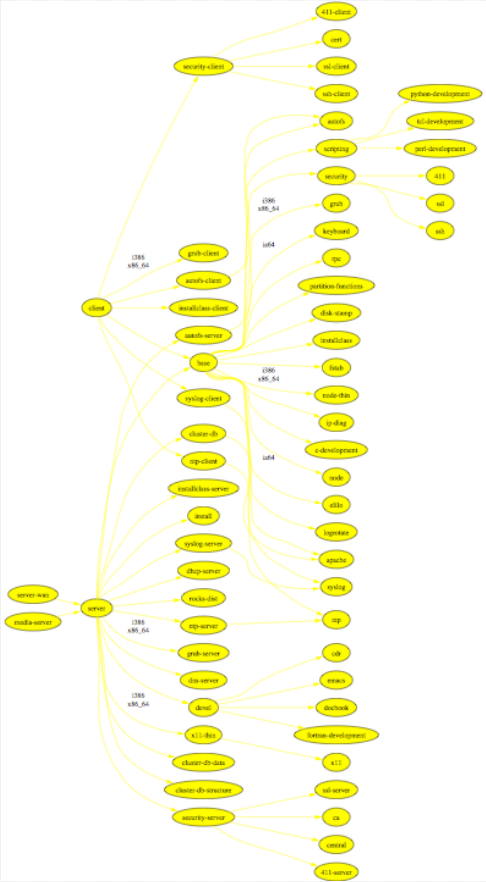 411-client
cert
security-client
ssl-client
ssh-client
python-development
autofs
tcl-development
scripting
perl-development
security
411
i386
x86_64
grub
ssl
keyboard
ssh
ia64
grub-client
i386
x86_64
rpc
autofs-client
partition-functions
client
installclass-client
disk-stamp
autofs-server
installclass
base
fstab
i386
x86_64
syslog-client
node-thin
ip-diag
cluster-db
c-development
ntp-client
ia64
node
installclass-server
elilo
install
logrotate
syslog-server
apache
dhcp-server
syslog
server-wan
rocks-dist
server
media-server
ntp-server
ntp
i386
x86_64
grub-server
cdr
dns-server
emacs
i386
x86_64
devel
docbook
x11-thin
fortran-development
cluster-db-data
x11
cluster-db-structure
ssl-server
security-server
ca
central
411-server